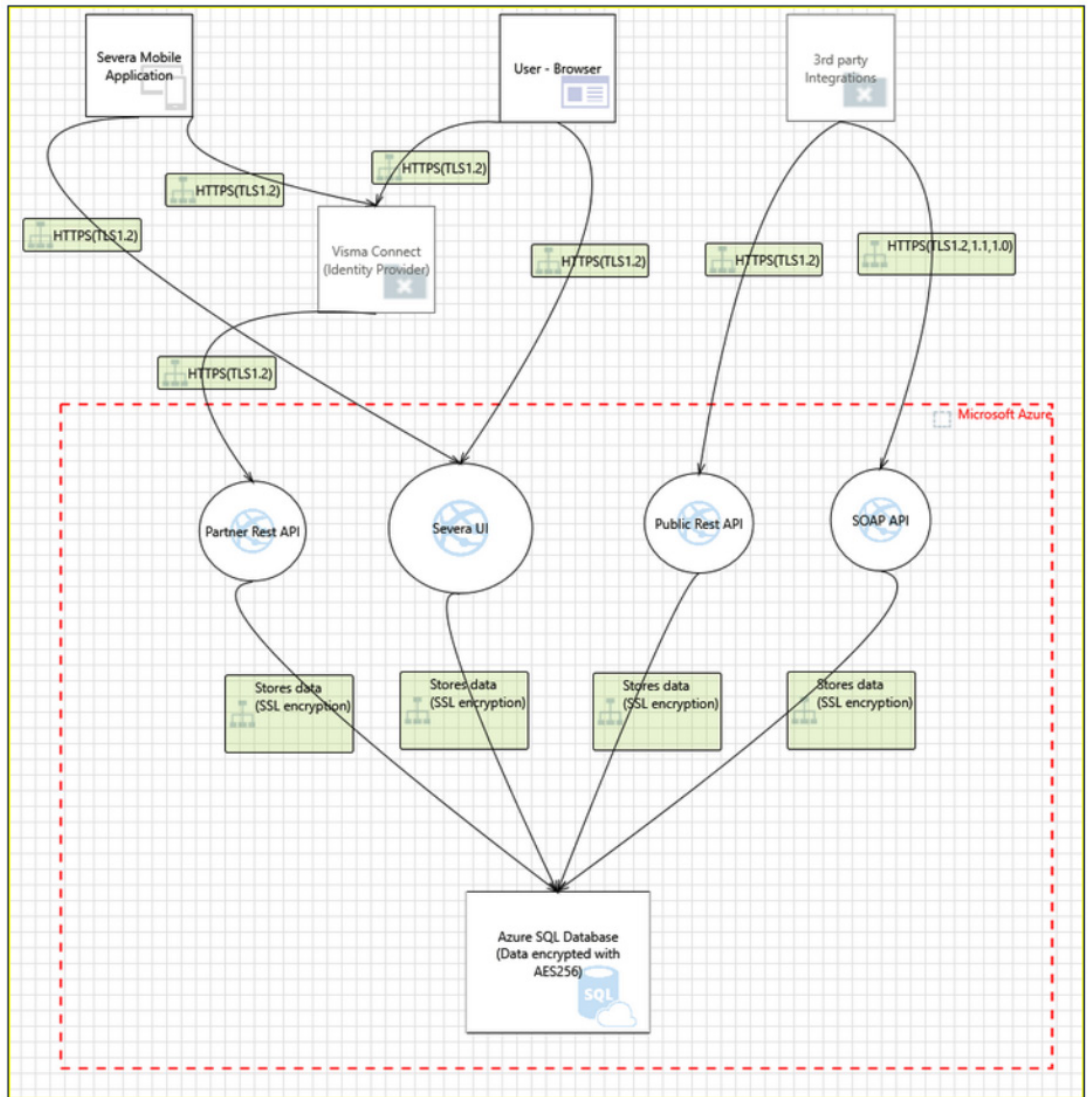 Severa Mobile
Application
User - Browser
3rd party
Integrations
HTTPS(TLS1.2)
HTTPS(TLS1.2)
HTTPS(TLS1.2)
HTTPS(TLS1.2)
HTTPS(TLS1.2)
HTTPS(TLS1.2,1.1,1.0)
Visma Connect
(Identity Provider)
HTTPS(TLS1.2)
Microsoft Azure
Partner Rest API
Severa UI
Public Rest API
SOAP API
Stores data
(SSL encryption)
Stores data
(SSL encryption)
Stores data
(SSL encryption)
Stores data
(SSL encryption)
Azure SQL Database
(Data encrypted with
AES256)
SQL